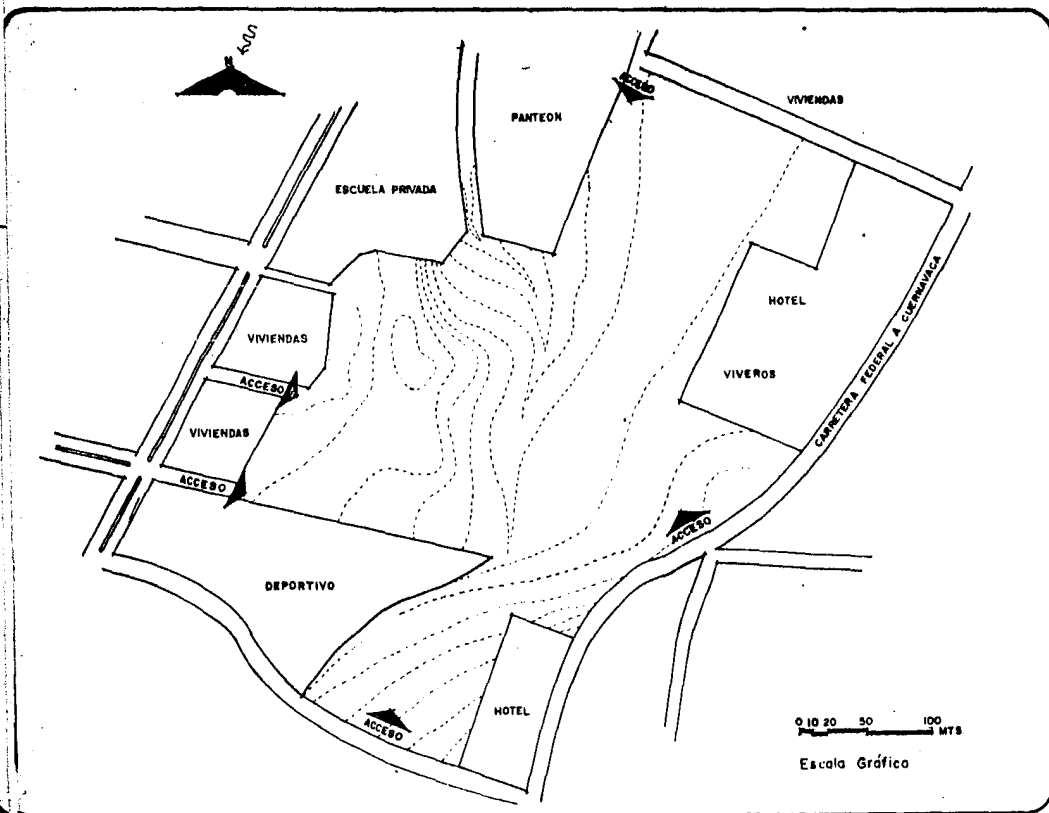 N
ACCESO
VIVIENDAS
PANTEON
ESCUELA PRIVADA
HOTEL
VIVIENDAS
VIVEROS
CARRETERA FEDERAL A CUERNAVACA
ACCESO
VIVIENDAS
ACCESO
ACCESO
DEPORTIVO
HOTEL
ACCESO
0 10 20 50 100
MTS
Escala Gráfica